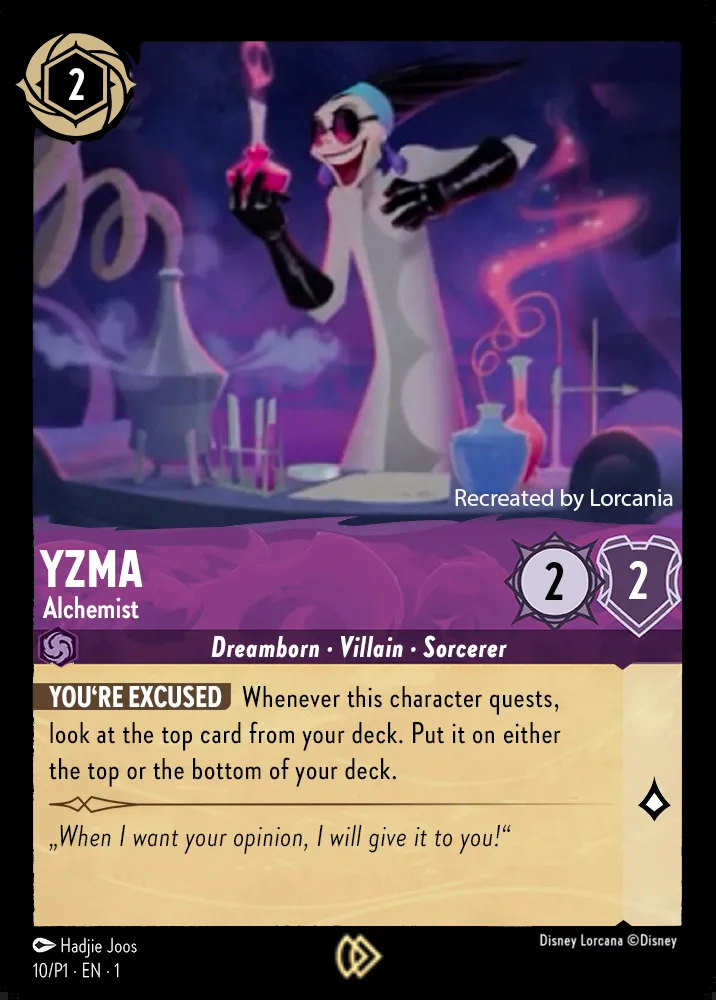 2
Recreated by Lorcania
YZMA
Alchemist
2
2
Dreamborn · Villain · Sorcerer
YOU‘RE EXCUSED Whenever this character quests,
look at the top card from your deck. Put it on either
the top or the bottom of your deck.
„When I want your opinion, I will give it to you!“
Hadjie Joos
Disney Lorcana ©Disney
10/P1 · EN · 1